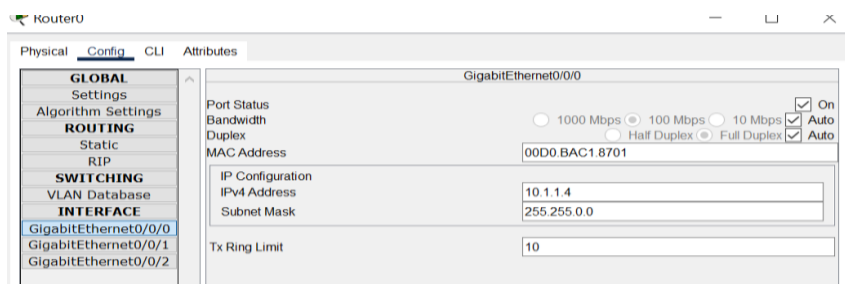 Router0
Physical Config CLI Attributes
GLOBAL
Settings
Algorithm Settings
ROUTING
Static
RIP
SWITCHING
VLAN Database
INTERFACE
GigabitEthernet0/0/0
GigabitEthernet0/0/1
GigabitEthernet0/0/2
GigabitEthernet0/0/0
Port Status On
Bandwidth 1000 Mbps 100 Mbps 10 Mbps Auto
Duplex Half Duplex Full Duplex Auto
MAC Address 00D0.BAC1.8701
IP Configuration
IPv4 Address 10.1.1.4
Subnet Mask 255.255.0.0
Tx Ring Limit 10